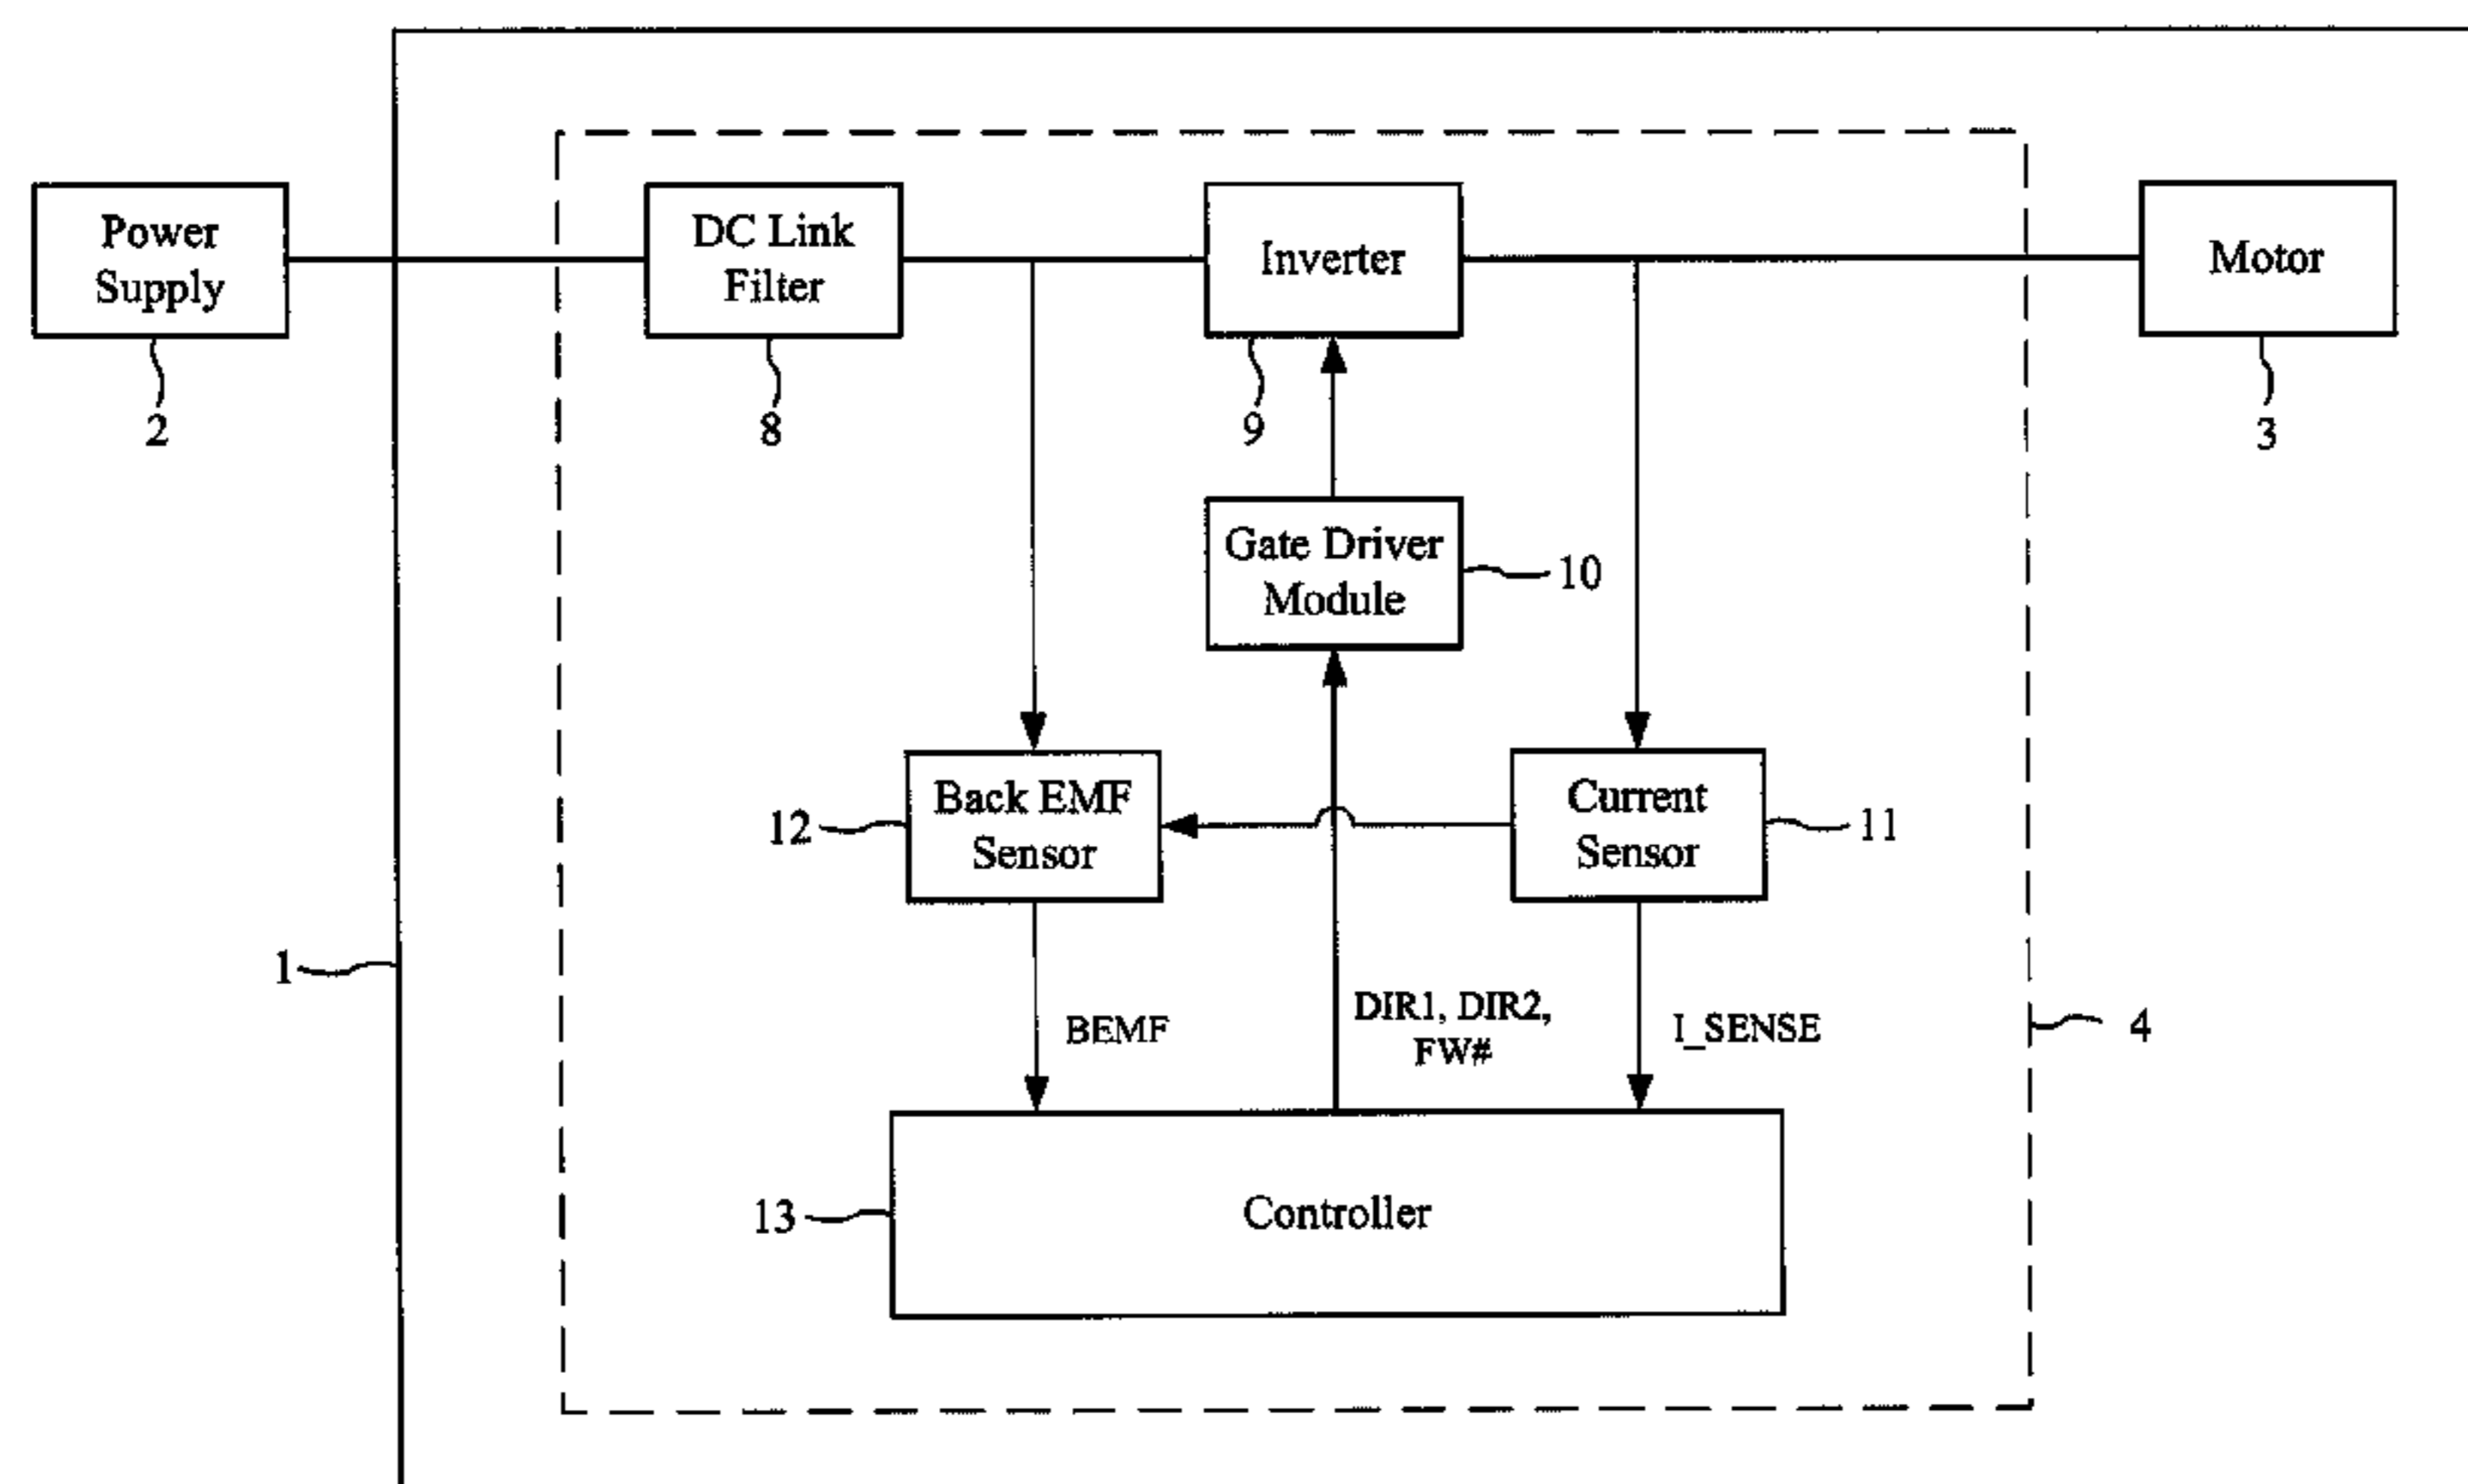 Power
Supply
2
DC Link
Filter
8
Inverter
9
Motor
3
Gate Driver
Module
10
Back EMF
Sensor
12
Current
Sensor
11
1
BEMF
DIR1, DIR2,
FW#
I_SENSE
4
Controller
13